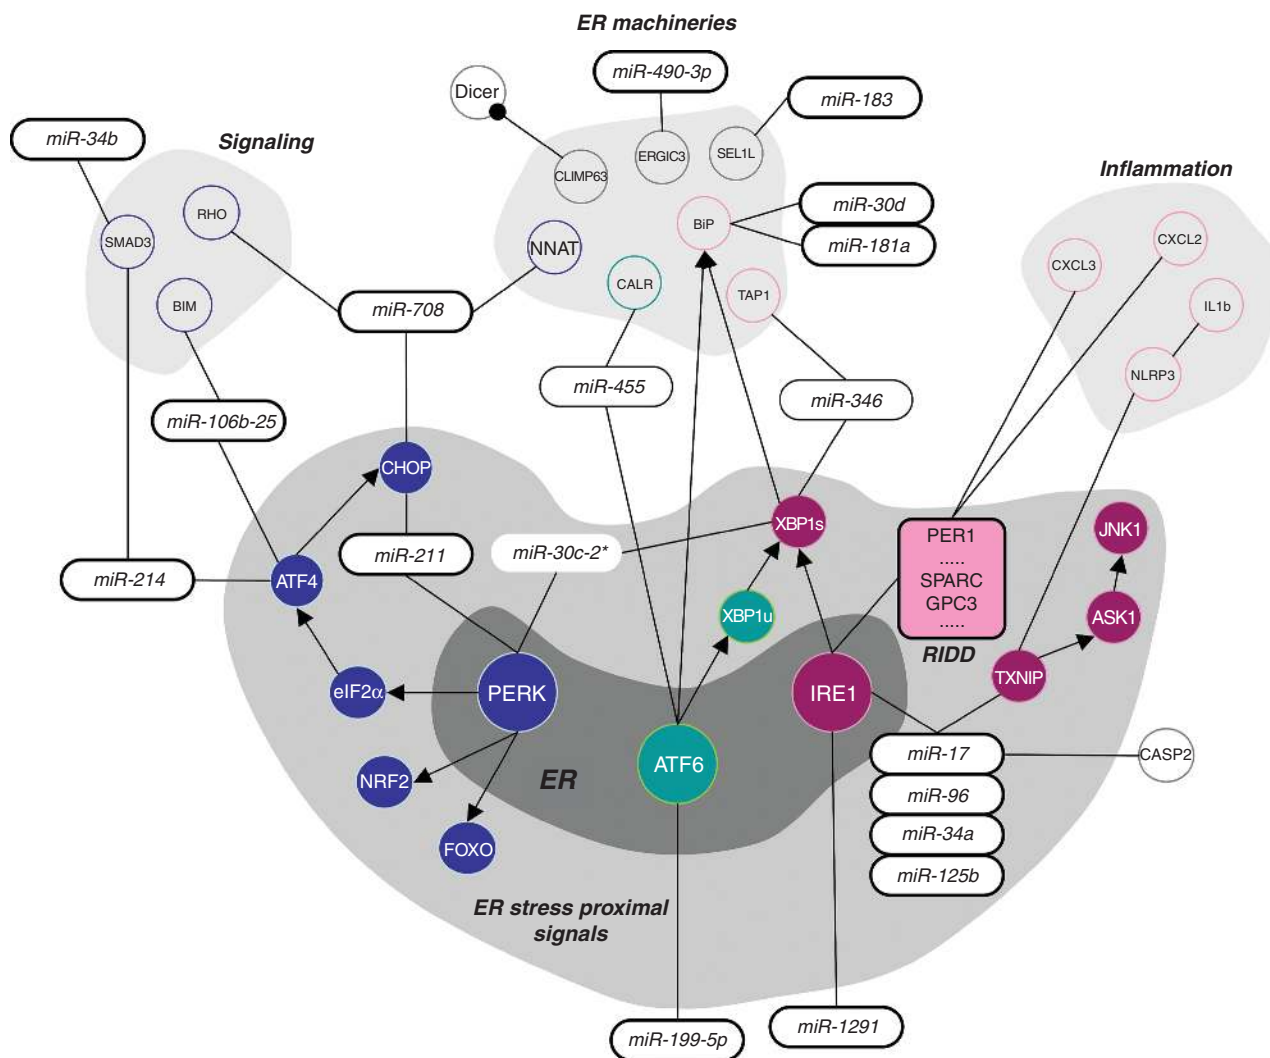 ER machineries
miR-490-3p
Dicer
miR-183
miR-34b
Signaling
ERGIC3
SEL1L
CLIMP63
Inflammation
miR-30d
RHO
BiP
SMAD3
NNAT
miR-181a
CXCL2
CXCL3
CALR
TAP1
BIM
miR-708
IL1b
NLRP3
miR-455
miR-346
miR-106b-25
CHOP
XBP1s
PER1
JNK1
miR-211
miR-30c-2*
.....
miR-214
ATF4
SPARC
GPC3
XBP1u
ASK1
.....
RIDD
TXNIP
eIF2α
PERK
IRE1
miR-17
CASP2
ATF6
NRF2
ER
miR-96
miR-34a
FOXO
miR-125b
ER stress proximal
signals
miR-1291
miR-199-5p